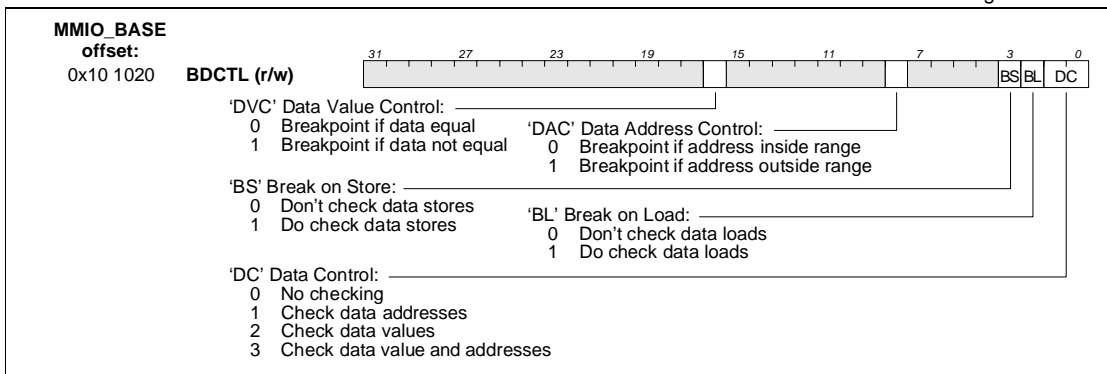 MMIO_BASE
offset:
31 27 23 19 15 11 7 3 0
0x10 1020 BDCTL (r/w) BS BL DC
‘DVC’ Data Value Control:
0 Breakpoint if data equal
1 Breakpoint if data not equal
‘DAC’ Data Address Control:
0 Breakpoint if address inside range
1 Breakpoint if address outside range
‘BS’ Break on Store:
0 Don’t check data stores
1 Do check data stores
‘BL’ Break on Load:
0 Don’t check data loads
1 Do check data loads
‘DC’ Data Control:
0 No checking
1 Check data addresses
2 Check data values
3 Check data value and addresses